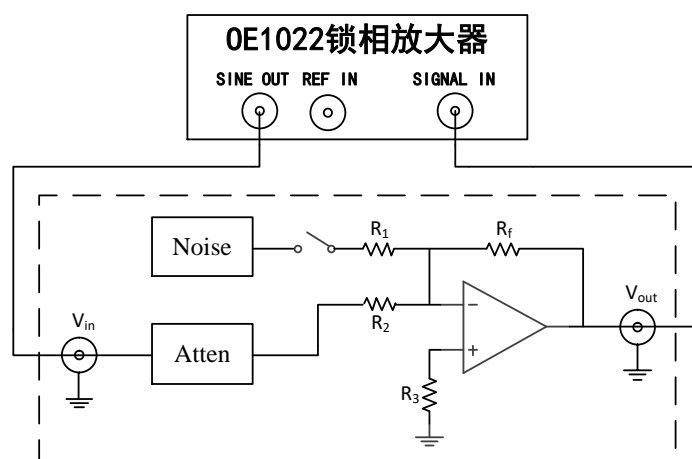 OE1022锁相放大器
SINE OUT REF IN SIGNAL IN
Noise
R1
Rf
Vin
Atten
R2
Vout
R3